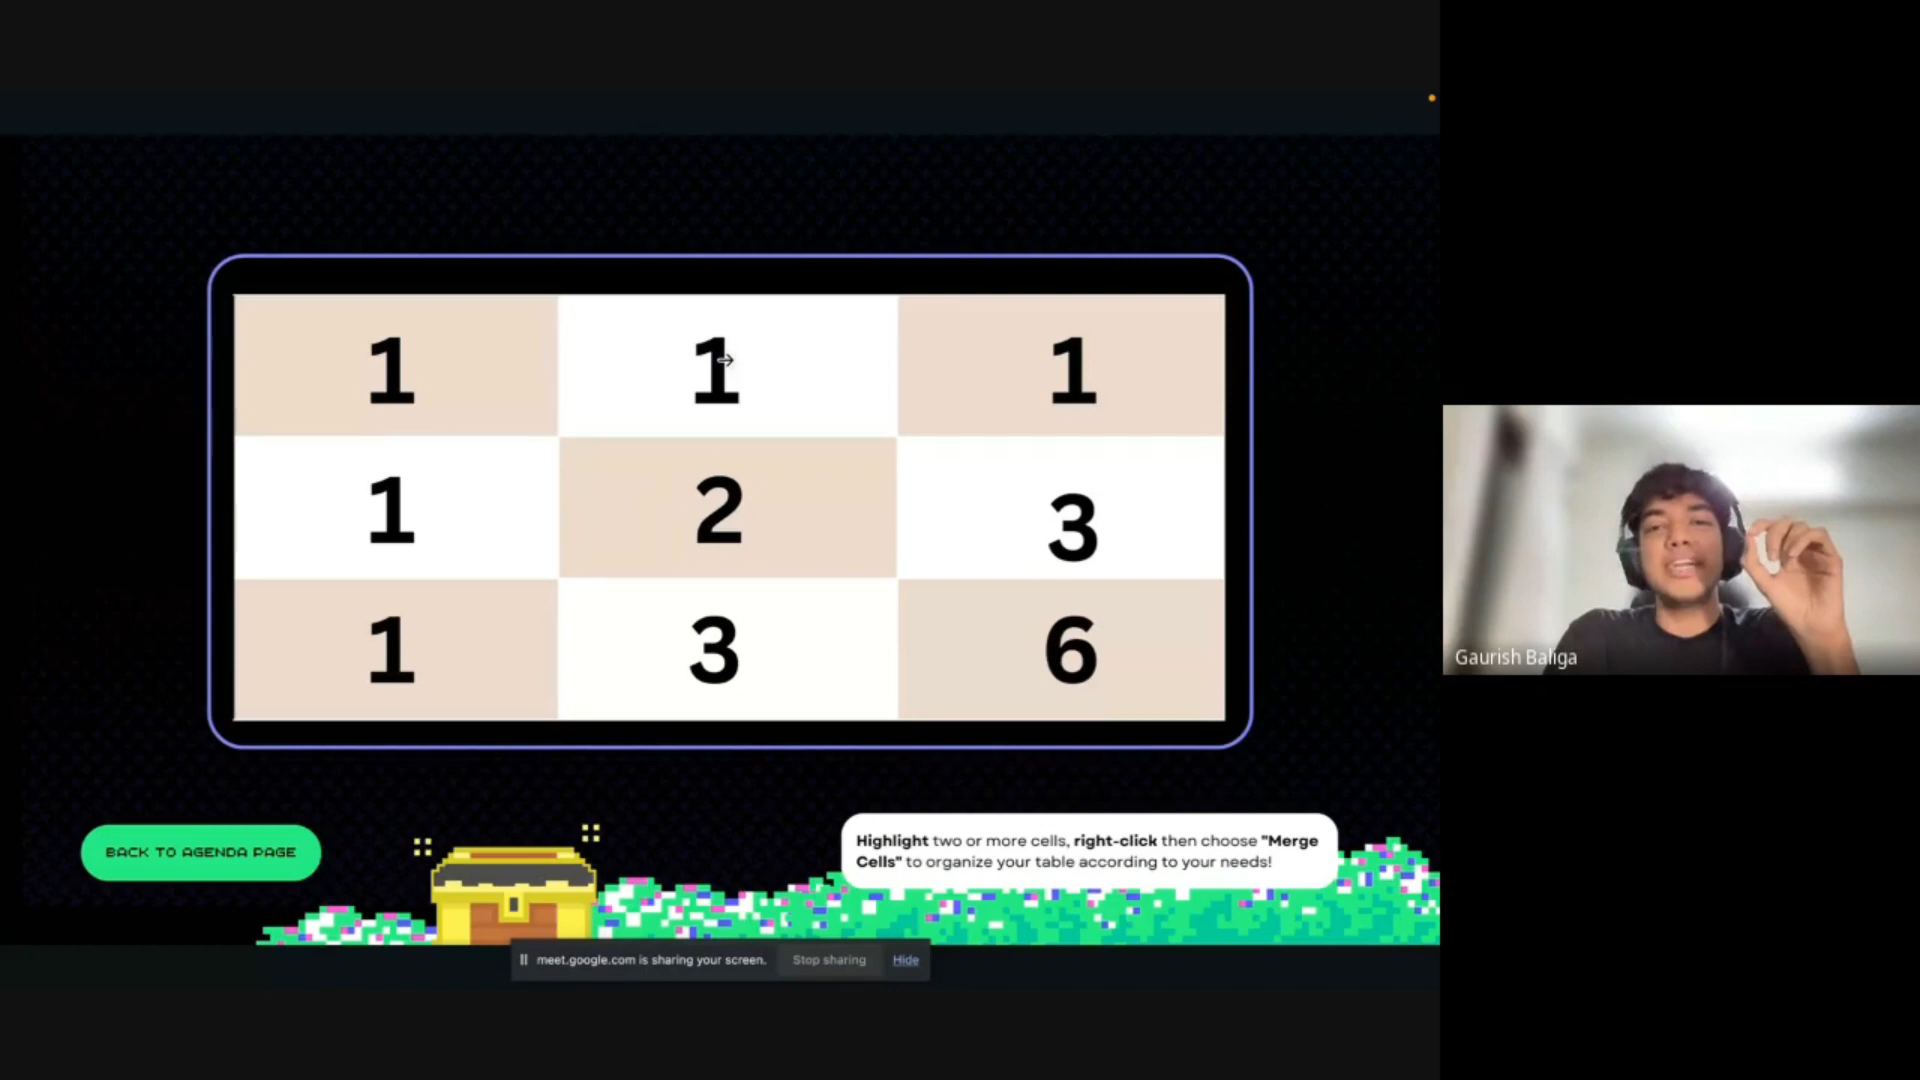 1 1 1
1 2 3
1 3 6
Gaurish Baliga
BACK TO AGENDA PAGE
Highlight two or more cells, right-click then choose "Merge
Cells" to organize your table according to your needs!
meet.google.com is sharing your screen. Stop sharing Hide